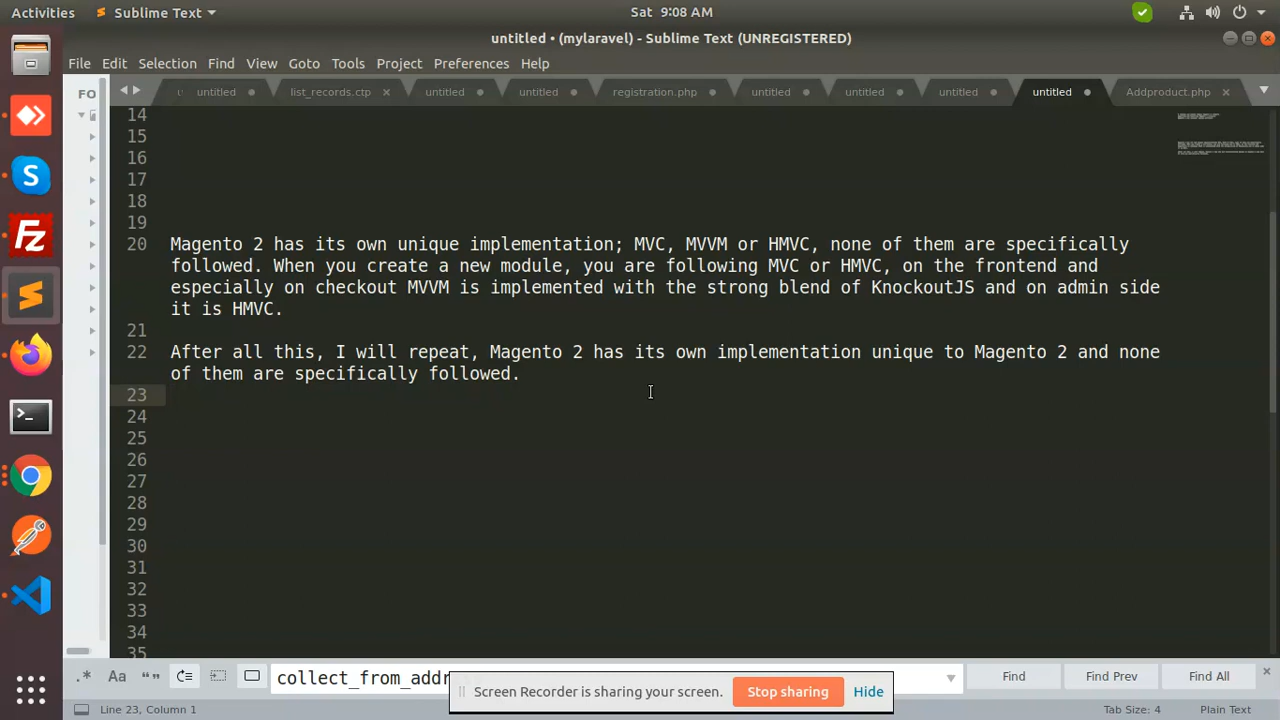 Activities Sublime Text Sat 9:08 AM
untitled • (mylaravel) - Sublime Text (UNREGISTERED)
File Edit Selection Find View Goto Tools Project Preferences Help
FO
untitled list_records.ctp untitled untitled registration.php untitled untitled untitled untitled Addproduct.php
14
15
16
17
18
19
20 Magento 2 has its own unique implementation; MVC, MVVM or HMVC, none of them are specifically
followed. When you create a new module, you are following MVC or HMVC, on the frontend and
especially on checkout MVVM is implemented with the strong blend of KnockoutJS and on admin side
it is HMVC.
21
22 After all this, I will repeat, Magento 2 has its own implementation unique to Magento 2 and none
of them are specifically followed.
23
24
25
26
27
28
29
30
31
32
33
34
35
.* Aa “” collect_from_addr Find Find Prev Find All
Screen Recorder is sharing your screen. Stop sharing Hide
Line 23, Column 1 Tab Size: 4 Plain Text